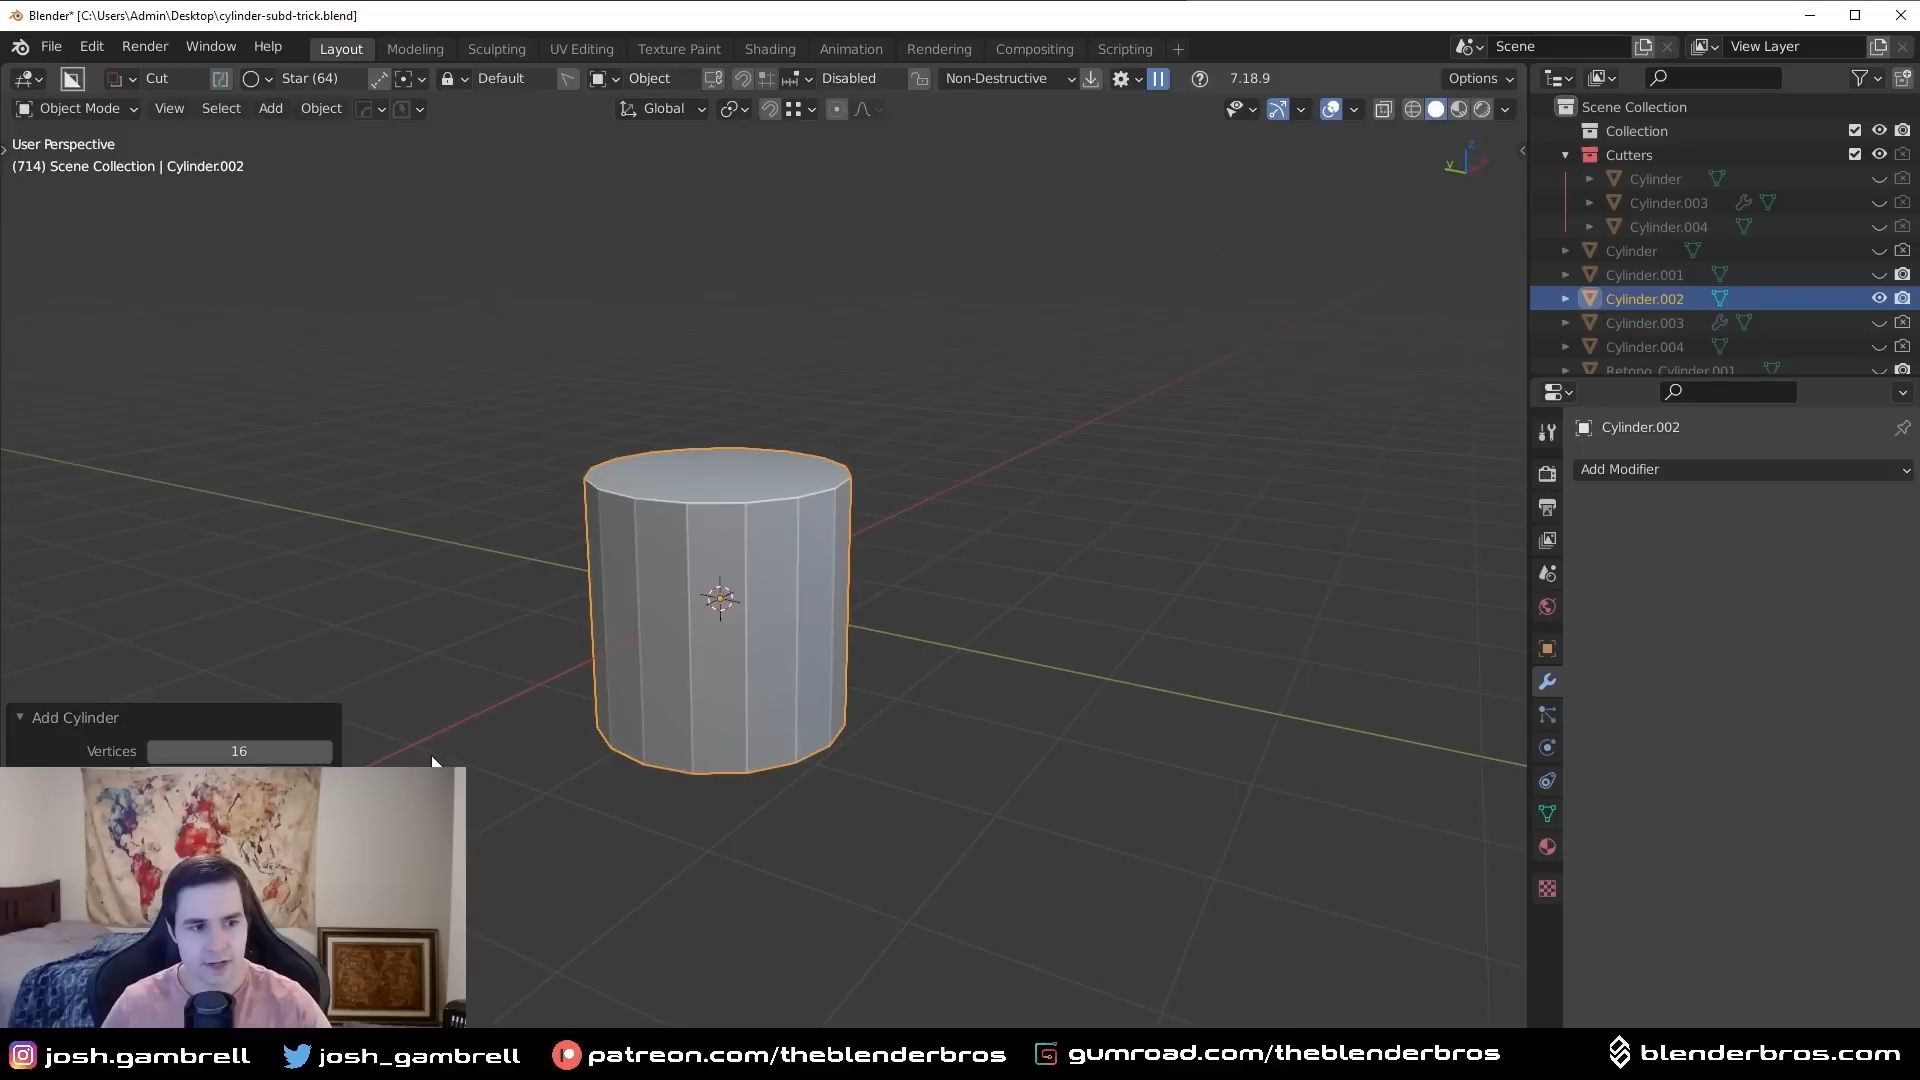 Blender* [C:\Users\Admin\Desktop\cylinder-subd-trick.blend]
File Edit Render Window Help
Layout Modeling Sculpting UV Editing Texture Paint Shading Animation Rendering Compositing Scripting
Scene
View Layer
Cut
Star (64)
Default
Object
Disabled
Non-Destructive
7.18.9
Options
Object Mode View Select Add Object
Global
User Perspective
(714) Scene Collection | Cylinder.002
Z
Y
Scene Collection
Collection
Cutters
Cylinder
Cylinder.003
Cylinder.004
Cylinder
Cylinder.001
Cylinder.002
Cylinder.003
Cylinder.004
Retopo_Cylinder.001
Cylinder.002
Add Modifier
Add Cylinder
Vertices 16
josh.gambrell
josh_gambrell
patreon.com/theblenderbros
gumroad.com/theblenderbros
blenderbros.com